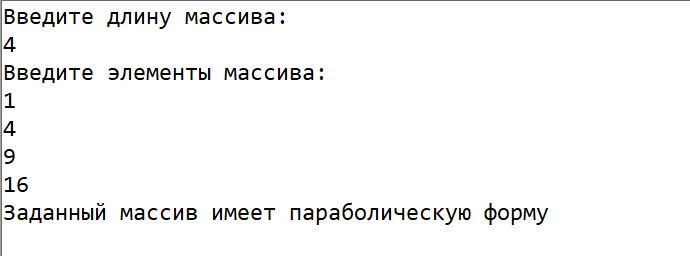 Введите длину массива:
4
Введите элементы массива:
1
4
9
16
Заданный массив имеет параболическую форму